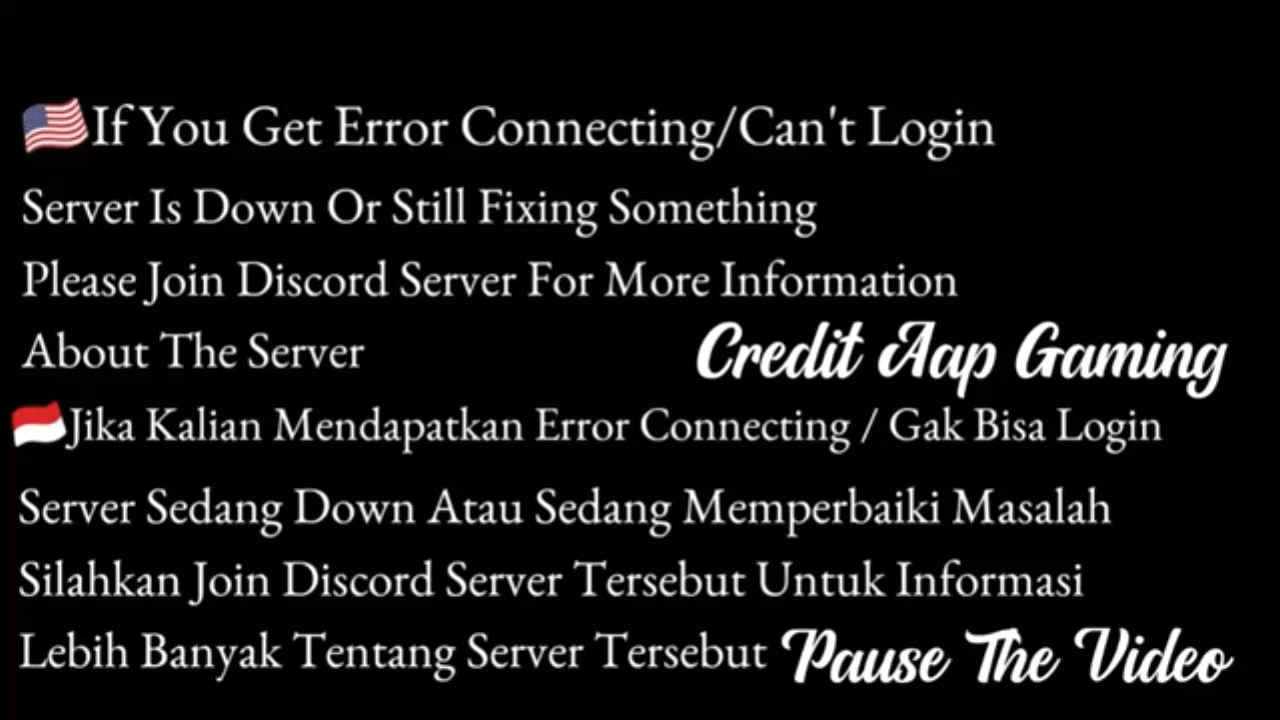 🇺🇸If You Get Error Connecting/Can't Login
Server Is Down Or Still Fixing Something
Please Join Discord Server For More Information
About The Server
Credit Aap Gaming
🇮🇩Jika Kalian Mendapatkan Error Connecting / Gak Bisa Login
Server Sedang Down Atau Sedang Memperbaiki Masalah
Silahkan Join Discord Server Tersebut Untuk Informasi
Lebih Banyak Tentang Server Tersebut
Pause The Video